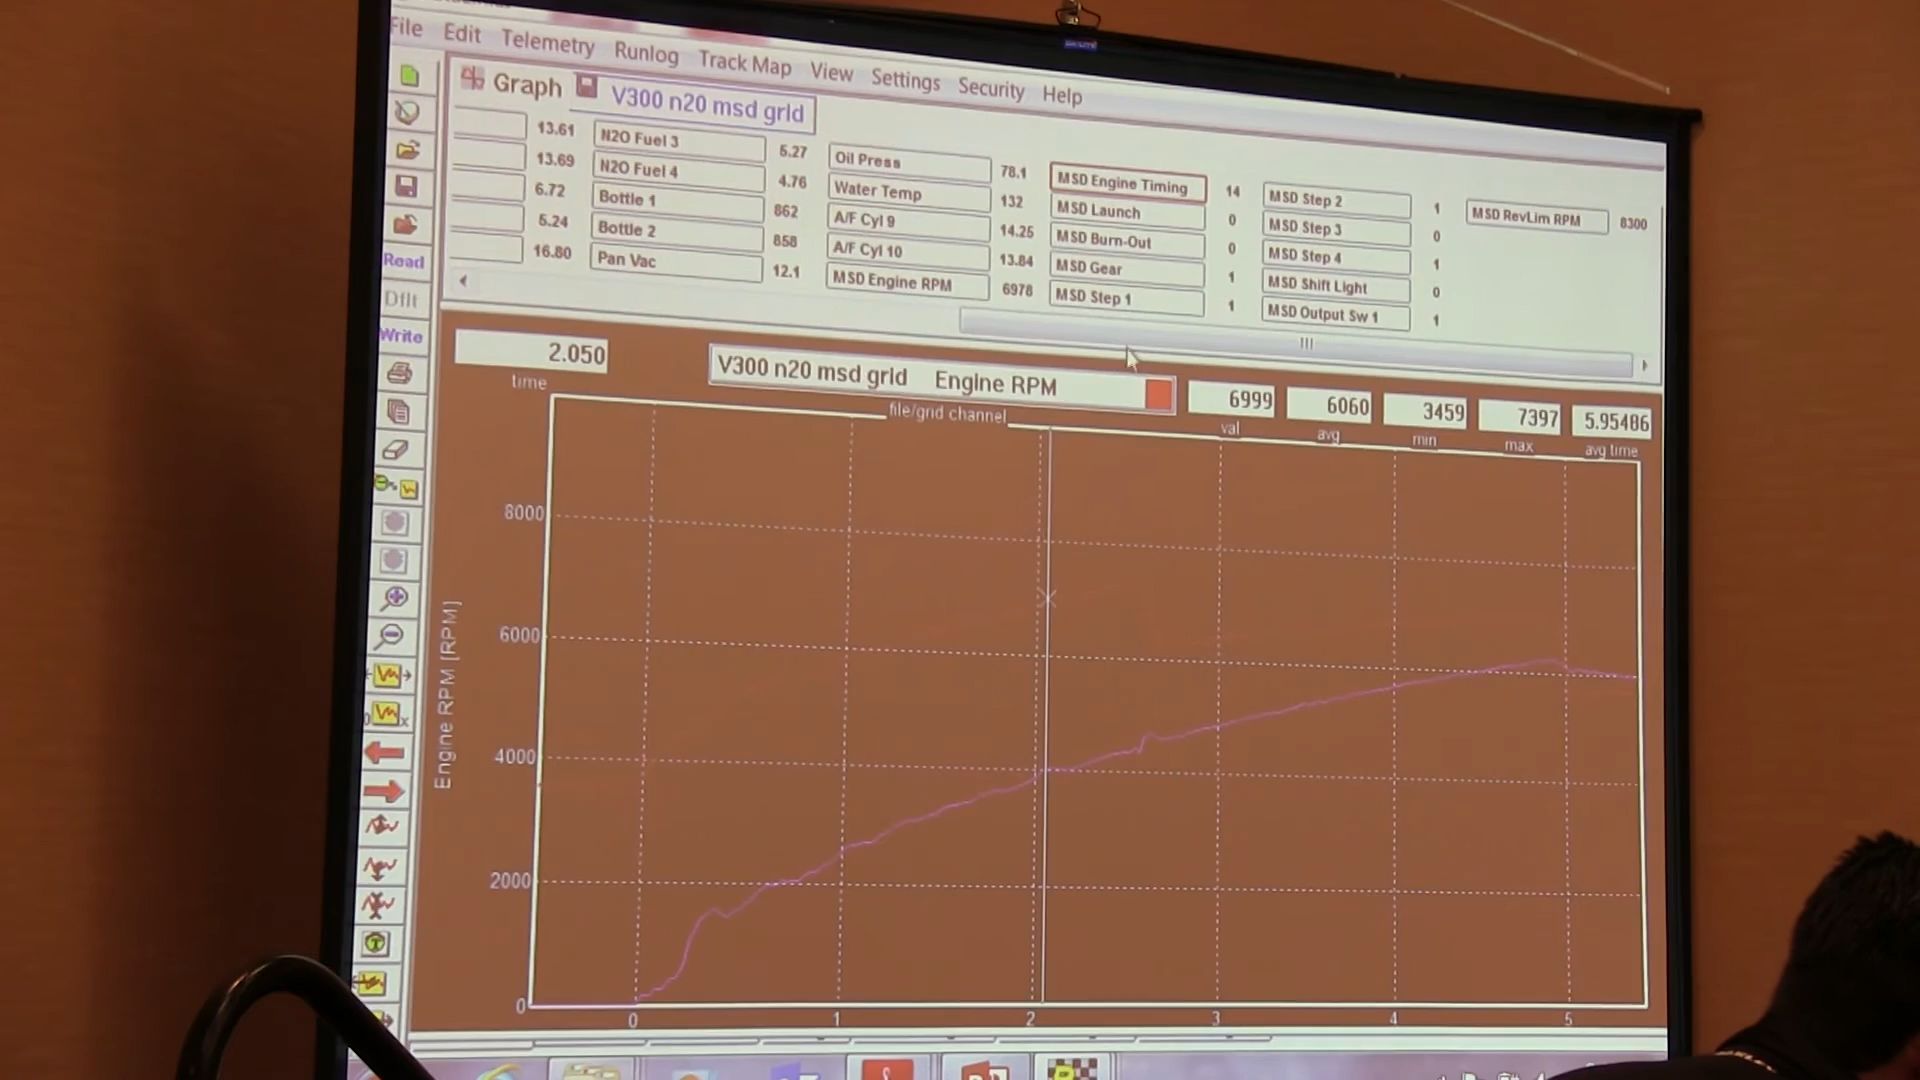 File Edit Telemetry Runlog Track Map View Settings Security Help
Graph V300 n20 msd grld
13.61 N2O Fuel 3 5.27 Oil Press 78.1 MSD Engine Timing 14 MSD Step 2 1 MSD RevLim RPM 8300
13.69 N2O Fuel 4 4.76 Water Temp 132 MSD Launch 0 MSD Step 3 0
6.72 Bottle 1 862 A/F Cyl 9 14.25 MSD Burn-Out 0 MSD Step 4 1
5.24 Bottle 2 858 A/F Cyl 10 13.84 MSD Gear 1 MSD Shift Light 0
16.80 Pan Vac 12.1 MSD Engine RPM 6978 MSD Step 1 1 MSD Output Sw 1 1
Read
Dflt
Write
2.050 V300 n20 msd grld Engine RPM 6999 6060 3459 7397 5.95486
time file/grid channel val avg min max avg time
8000
6000
4000
2000
0
Engine RPM [RPM]
0 1 2 3 4 5